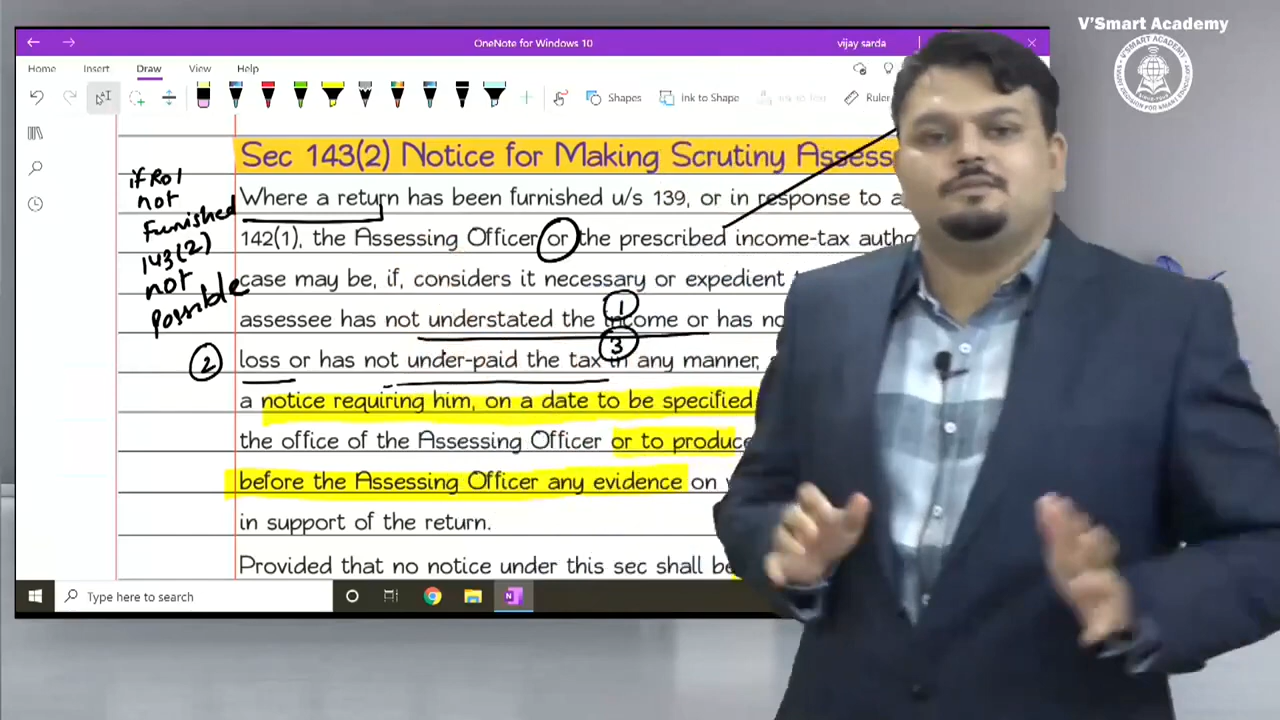 V'Smart Academy
OneNote for Windows 10
vijay sarda
Home Insert Draw View Help
Shapes Ink to Shape Ink to Text Ruler
Sec 143(2) Notice for Making Scrutiny Assess
if ROI
not
furnished
143(2)
not
possible
Where a return has been furnished u/s 139, or in response to a
142(1), the Assessing Officer or the prescribed income-tax autho
case may be, if, considers it necessary or expedient
assessee has not understated the income or has no
1
3
2
loss or has not under-paid the tax in any manner,
a notice requiring him, on a date to be specified
the office of the Assessing Officer or to produce
before the Assessing Officer any evidence on
in support of the return.
Provided that no notice under this sec shall be
Type here to search